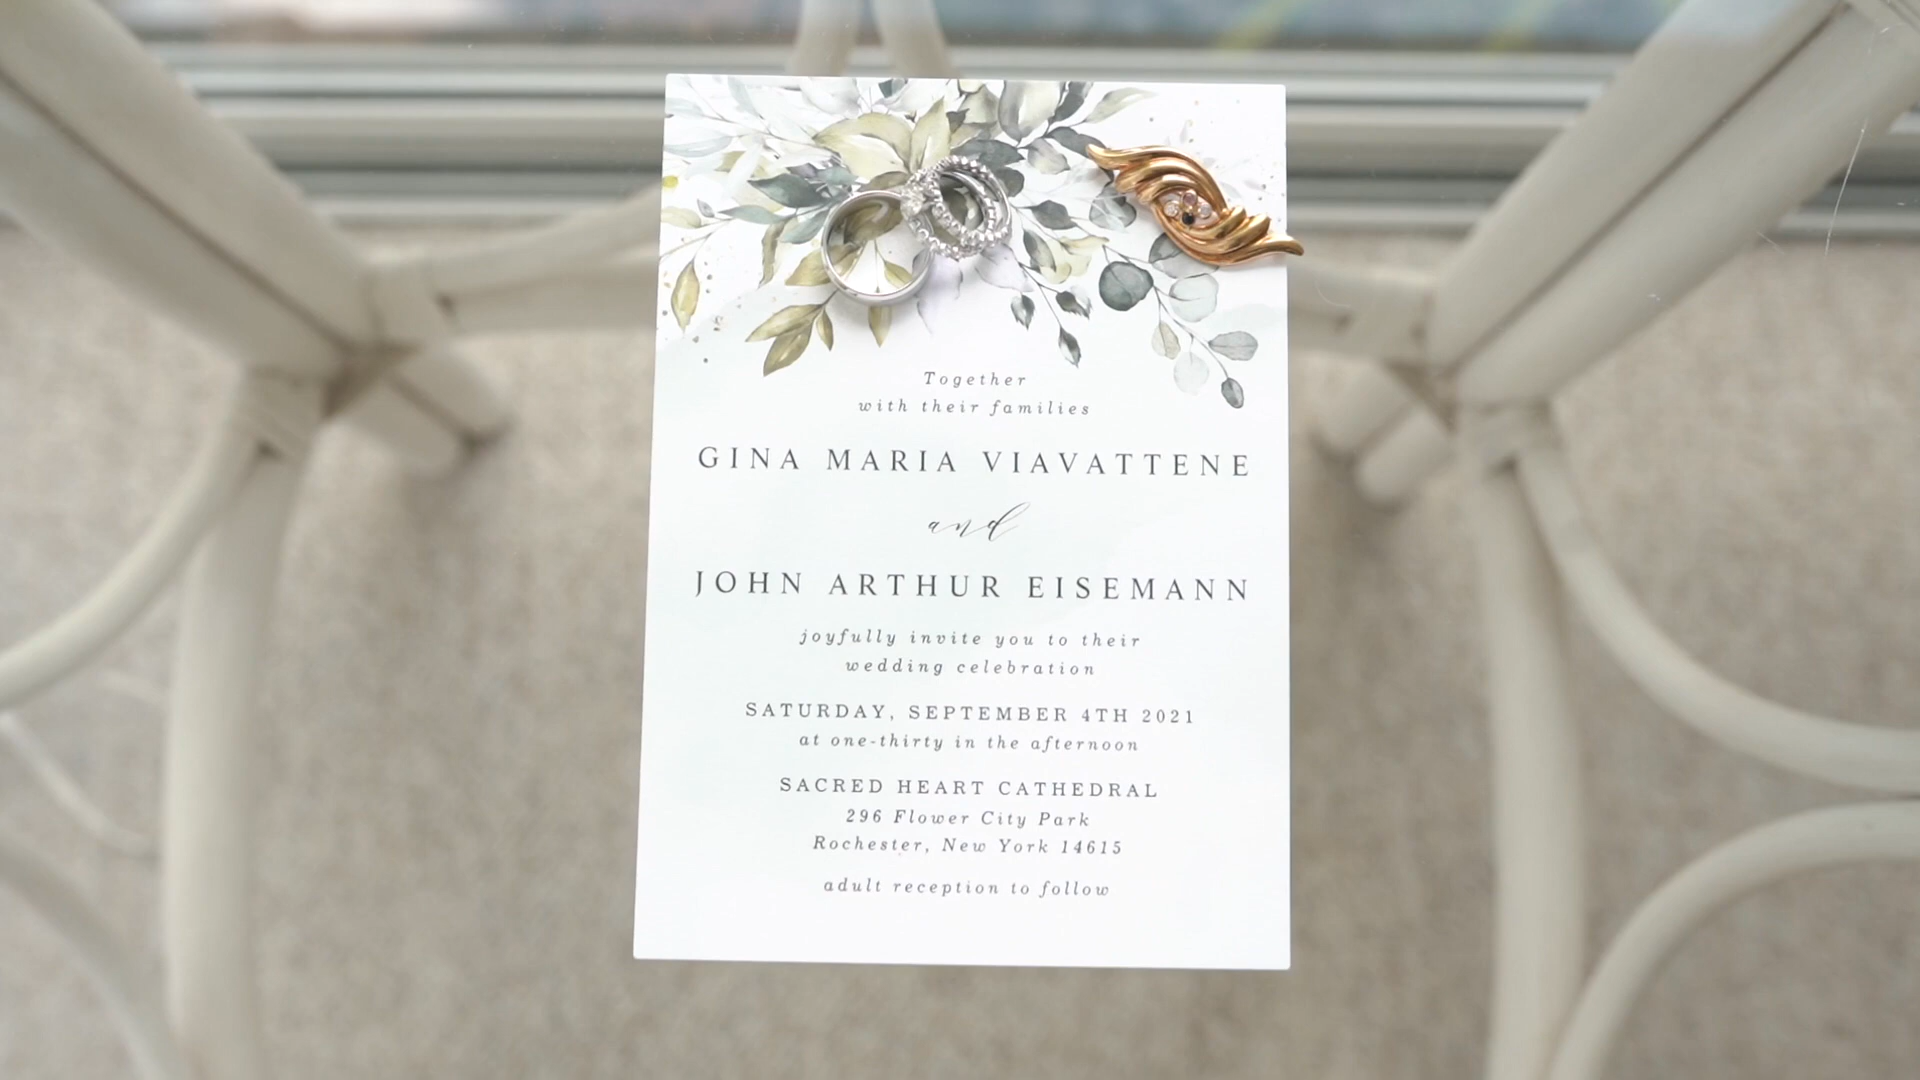 Together
with their families
GINA MARIA VIAVATTENE
and
JOHN ARTHUR EISEMANN
joyfully invite you to their
wedding celebration
SATURDAY, SEPTEMBER 4TH 2021
at one-thirty in the afternoon
SACRED HEART CATHEDRAL
296 Flower City Park
Rochester, New York 14615
adult reception to follow